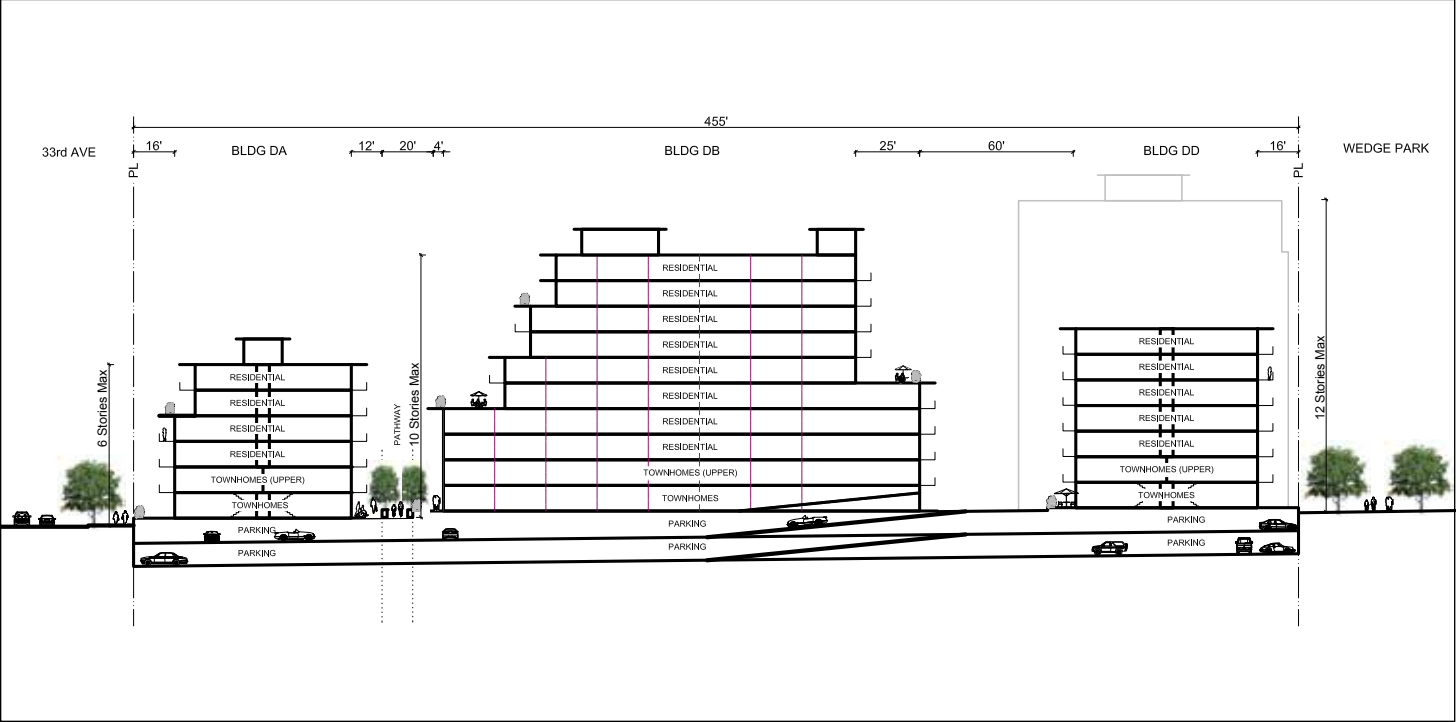 455'
33rd AVE
16'
BLDG DA
12'
20'
4'
BLDG DB
25'
60'
BLDG DD
16'
WEDGE PARK
PL
PL
6 Stories Max
RESIDENTIAL
RESIDENTIAL
RESIDENTIAL
RESIDENTIAL
TOWNHOMES (UPPER)
TOWNHOMES
PARKING
PARKING
PATHWAY
10 Stories Max
RESIDENTIAL
RESIDENTIAL
RESIDENTIAL
RESIDENTIAL
RESIDENTIAL
RESIDENTIAL
RESIDENTIAL
RESIDENTIAL
TOWNHOMES (UPPER)
TOWNHOMES
PARKING
PARKING
RESIDENTIAL
RESIDENTIAL
RESIDENTIAL
RESIDENTIAL
RESIDENTIAL
TOWNHOMES (UPPER)
TOWNHOMES
PARKING
PARKING
12 Stories Max